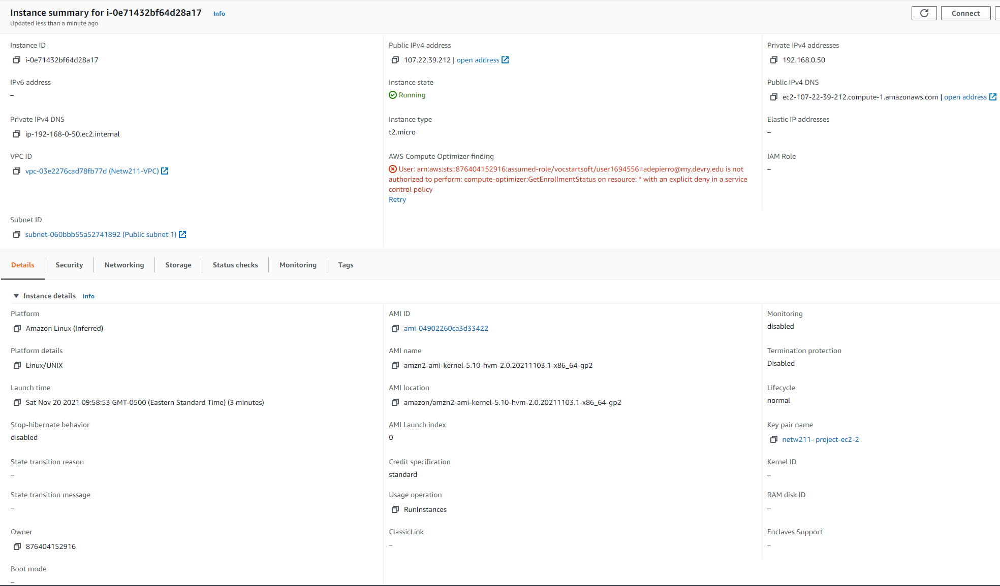 Instance summary for i-0e71432bf64d28a17 Info
Updated less than a minute ago
Connect
Instance ID
i-0e71432bf64d28a17
Public IPv4 address
107.22.39.212 | open address
Private IPv4 addresses
192.168.0.50
IPv6 address
–
Instance state
Running
Public IPv4 DNS
ec2-107-22-39-212.compute-1.amazonaws.com | open address
Private IPv4 DNS
ip-192-168-0-50.ec2.internal
Instance type
t2.micro
Elastic IP addresses
–
VPC ID
vpc-03e2276cad78fb77d (Netw211-VPC)
AWS Compute Optimizer finding
User: arn:aws:sts::876404152916:assumed-role/vocstartsoft/user1694556=adepierro@my.devry.edu is not
authorized to perform: compute-optimizer:GetEnrollmentStatus on resource: * with an explicit deny in a service
control policy
Retry
IAM Role
–
Subnet ID
subnet-060bbb55a52741892 (Public subnet 1)
Details Security Networking Storage Status checks Monitoring Tags
Instance details Info
Platform
Amazon Linux (Inferred)
AMI ID
ami-04902260ca3d33422
Monitoring
disabled
Platform details
Linux/UNIX
AMI name
amzn2-ami-kernel-5.10-hvm-2.0.20211103.1-x86_64-gp2
Termination protection
Disabled
Launch time
Sat Nov 20 2021 09:58:53 GMT-0500 (Eastern Standard Time) (3 minutes)
AMI location
amazon/amzn2-ami-kernel-5.10-hvm-2.0.20211103.1-x86_64-gp2
Lifecycle
normal
Stop-hibernate behavior
disabled
AMI Launch index
0
Key pair name
netw211- project-ec2-2
State transition reason
–
Credit specification
standard
Kernel ID
–
State transition message
–
Usage operation
RunInstances
RAM disk ID
–
Owner
876404152916
ClassicLink
–
Enclaves Support
–
Boot mode
–